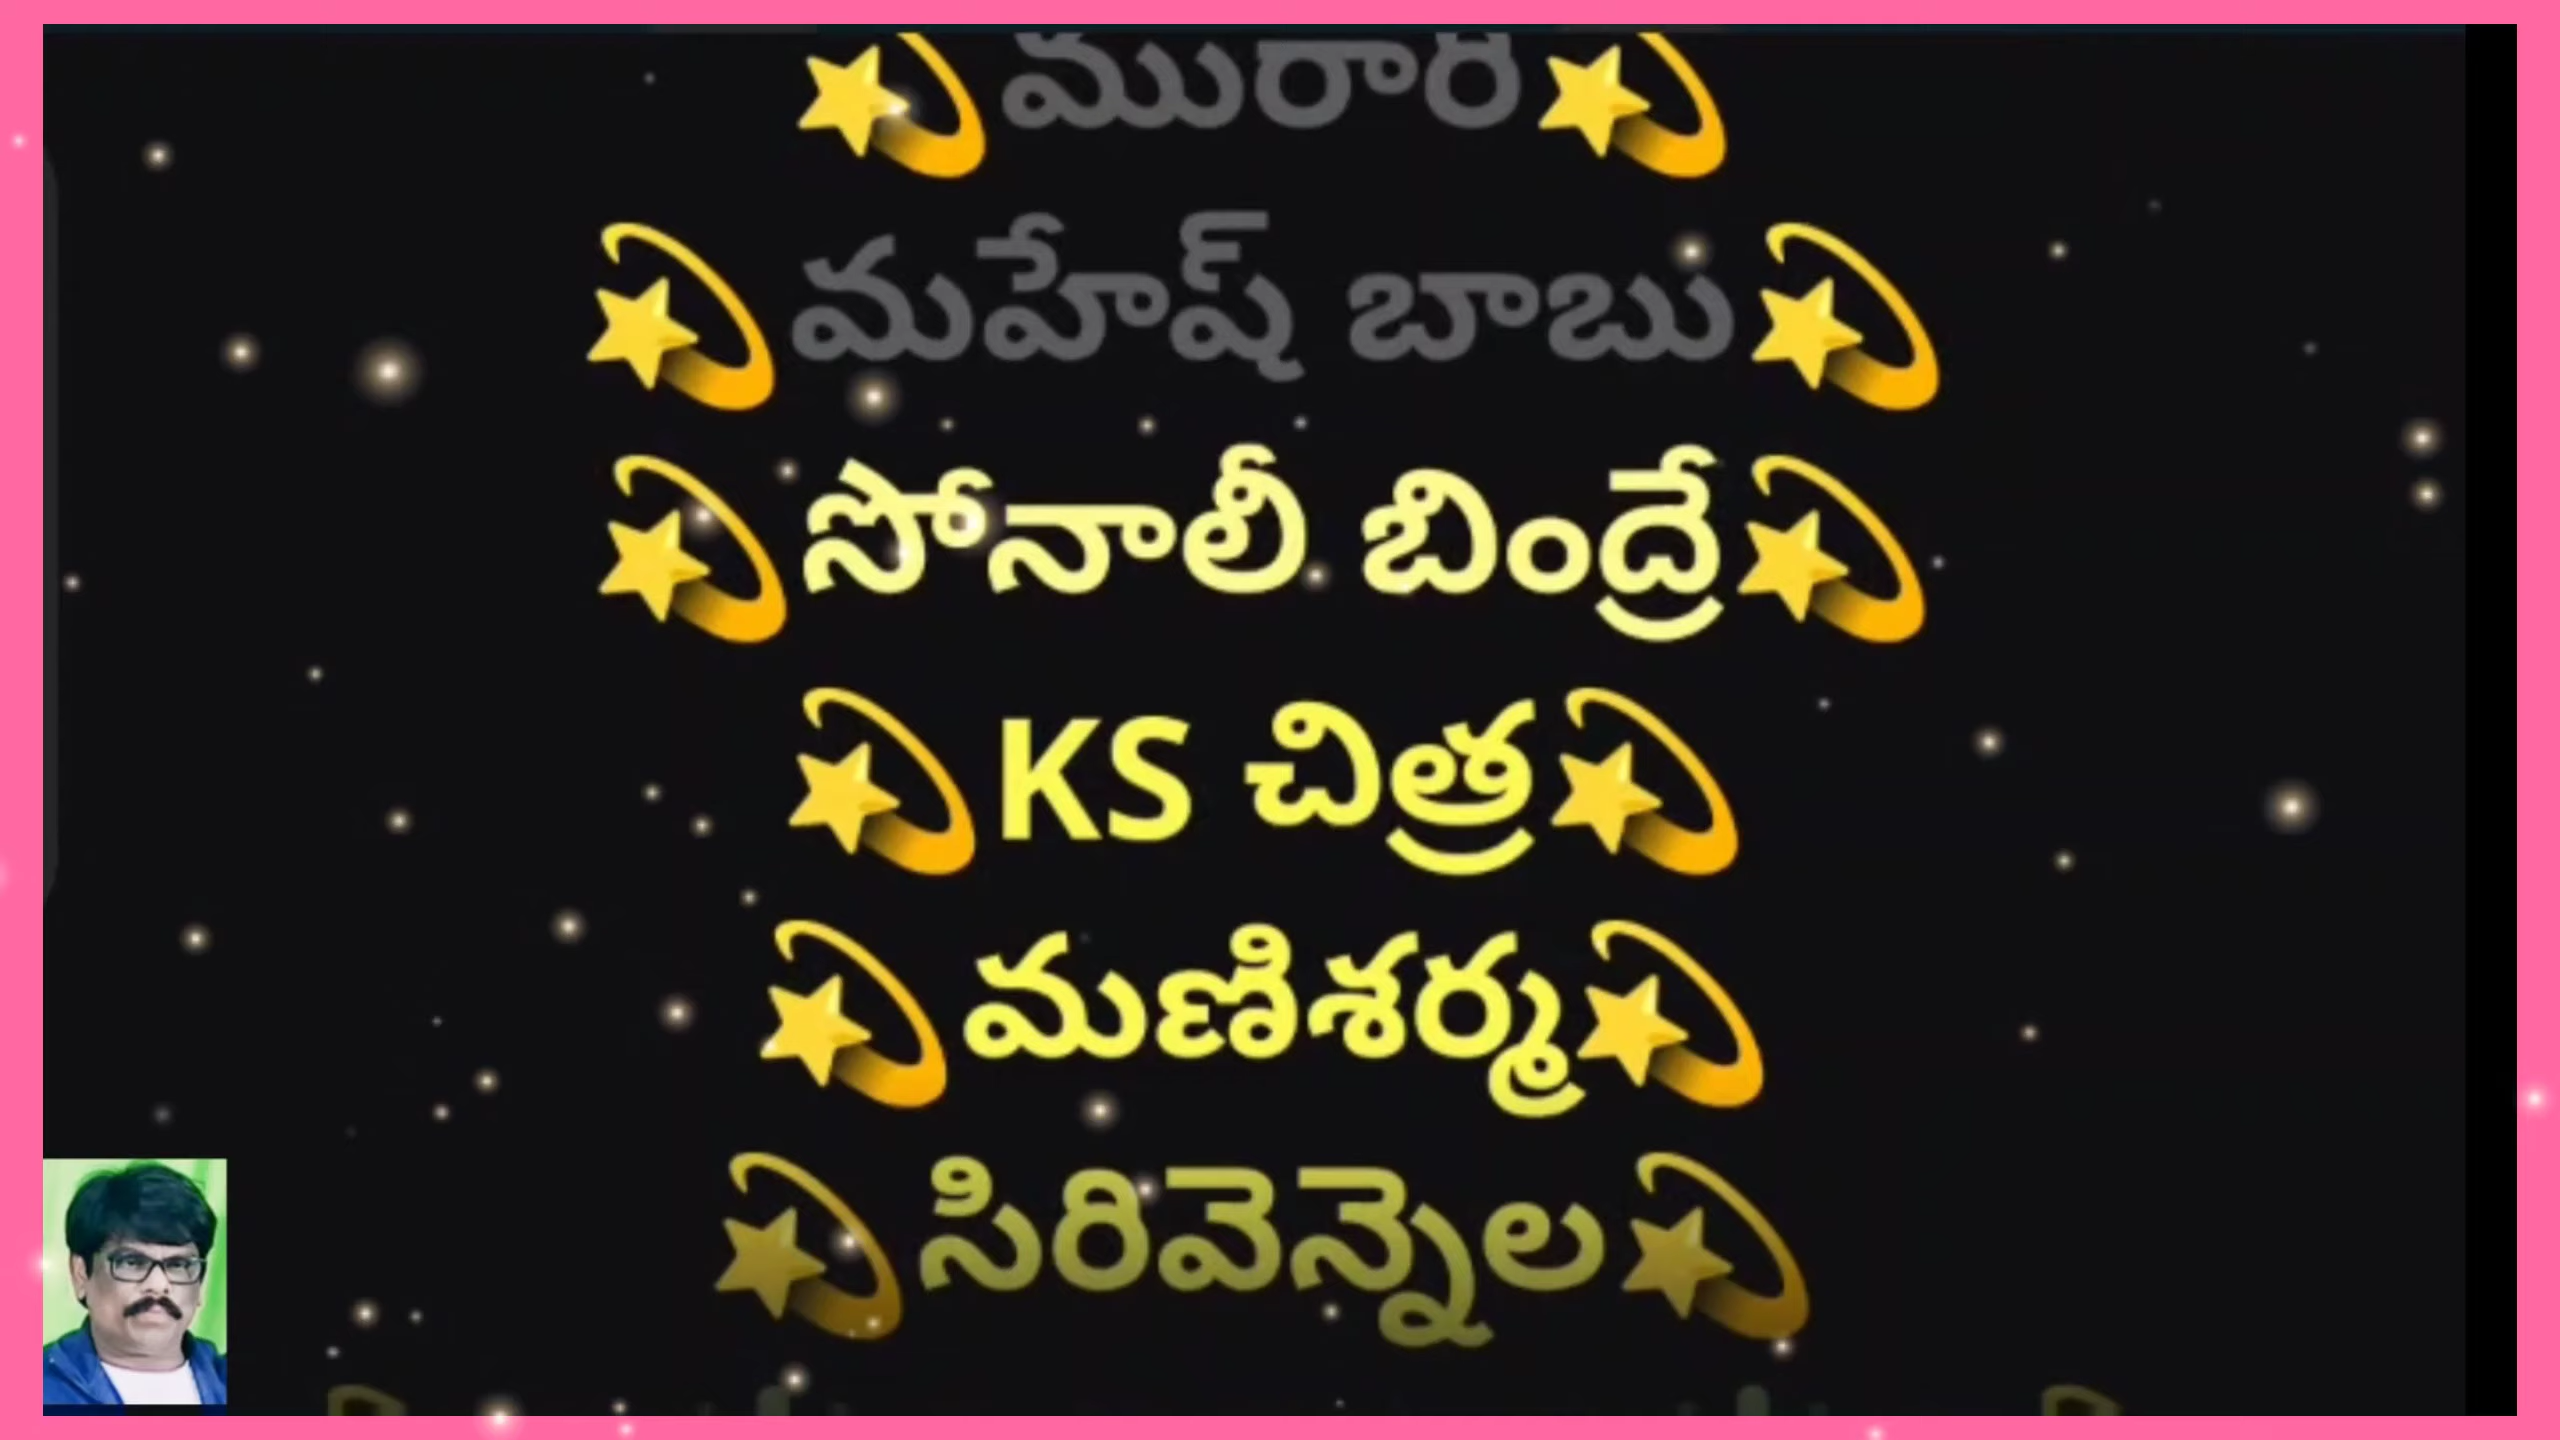 💫మురారి💫
💫మహేష్ బాబు💫
💫సోనాలీ బింద్రే💫
💫KS చిత్ర💫
💫మణిశర్మ💫
💫సిరివెన్నెల💫